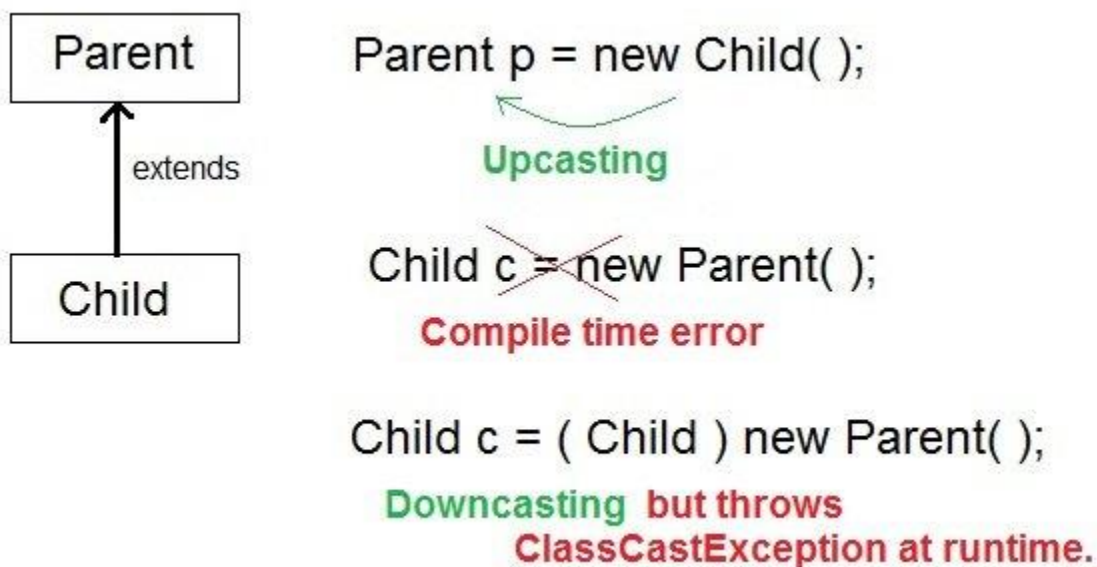 Parent
Parent p = new Child( );
Upcasting
extends
Child c = new Parent( );
Child
Compile time error
Child c = ( Child ) new Parent( );
Downcasting but throws
ClassCastException at runtime.